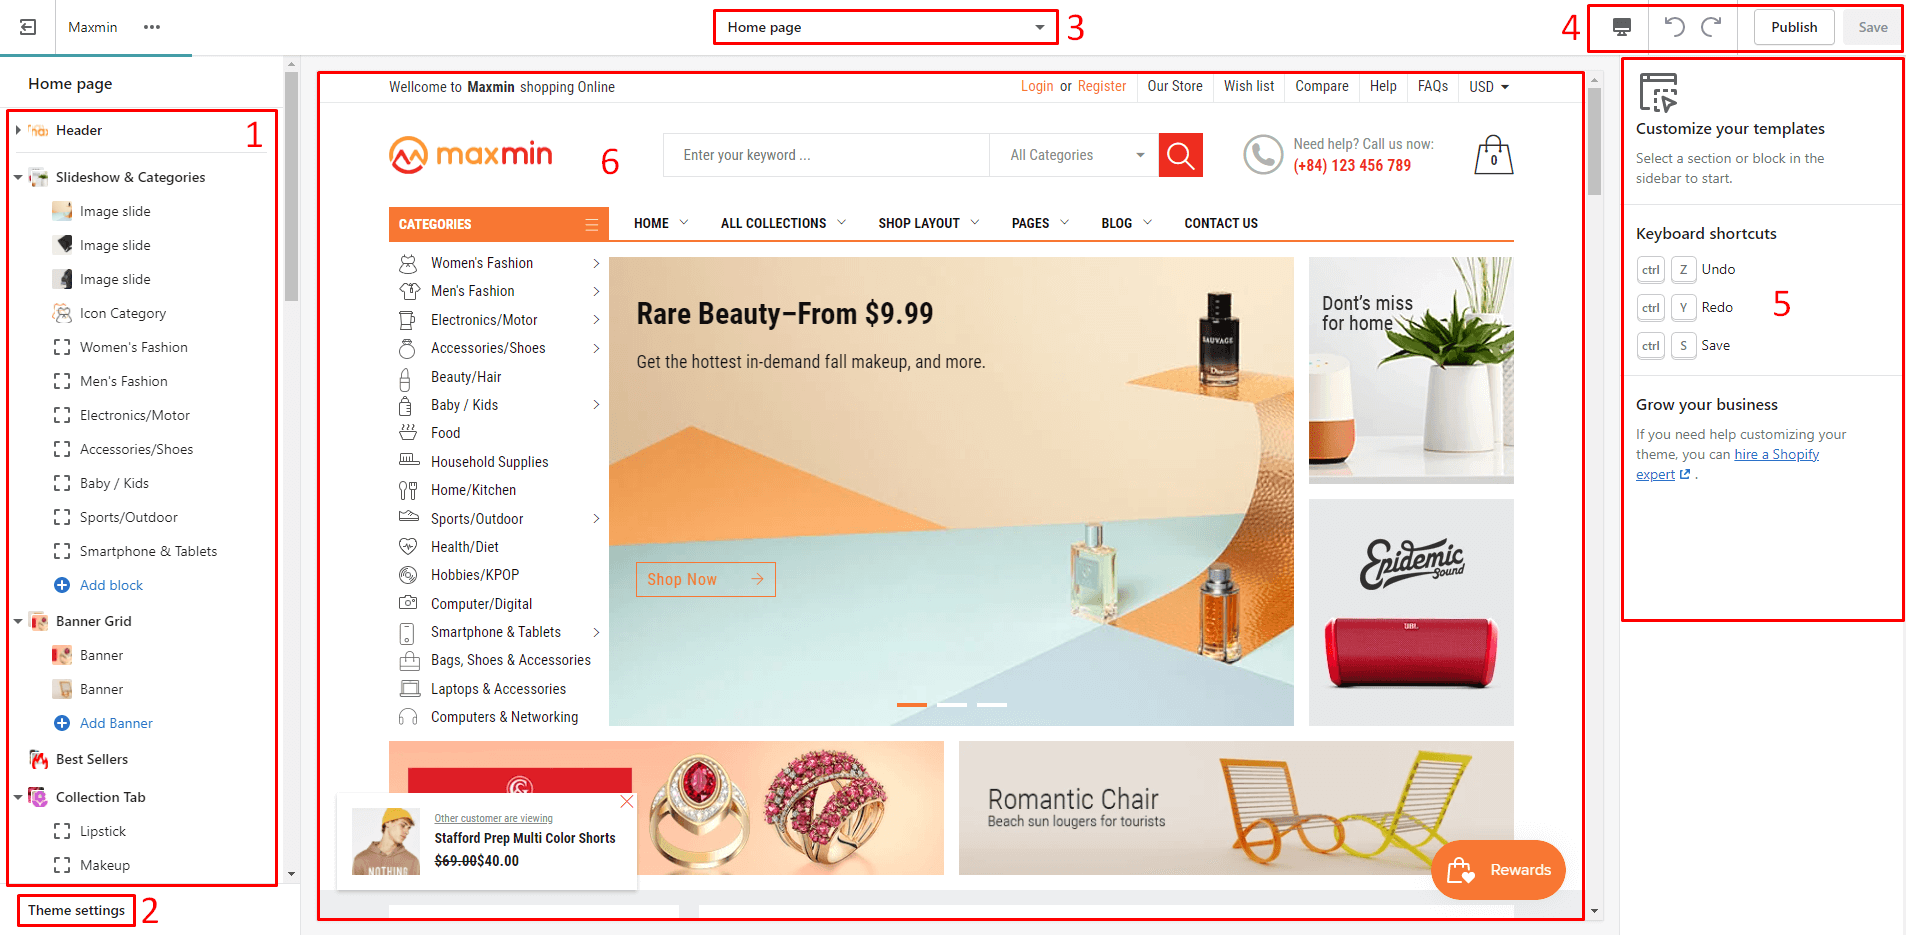 Maxmin
Home page
3
4
Publish
Save
Home page
1
Header
Slideshow & Categories
Image slide
Image slide
Image slide
Icon Category
Women's Fashion
Men's Fashion
Electronics/Motor
Accessories/Shoes
Baby / Kids
Sports/Outdoor
Smartphone & Tablets
Add block
Banner Grid
Banner
Banner
Add Banner
Best Sellers
Collection Tab
Lipstick
Makeup
Theme settings
2
Wellcome to Maxmin shopping Online
Login or Register
Our Store
Wish list
Compare
Help
FAQs
USD
maxmin
6
Enter your keyword ...
All Categories
Need help? Call us now:
(+84) 123 456 789
0
CATEGORIES
HOME
ALL COLLECTIONS
SHOP LAYOUT
PAGES
BLOG
CONTACT US
Women's Fashion
Men's Fashion
Electronics/Motor
Accessories/Shoes
Beauty/Hair
Baby / Kids
Food
Household Supplies
Home/Kitchen
Sports/Outdoor
Health/Diet
Hobbies/KPOP
Computer/Digital
Smartphone & Tablets
Bags, Shoes & Accessories
Laptops & Accessories
Computers & Networking
Rare Beauty–From $9.99
Get the hottest in-demand fall makeup, and more.
Shop Now
SAUVAGE
Dior
Dont's miss
for home
Epidemic
Sound
JBL
Romantic Chair
Beach sun lougers for tourists
Other customer are viewing
Stafford Prep Multi Color Shorts
$69.00$40.00
NOTHING
Rewards
Customize your templates
Select a section or block in the
sidebar to start.
Keyboard shortcuts
ctrl Z Undo
ctrl Y Redo
ctrl S Save
5
Grow your business
If you need help customizing your
theme, you can hire a Shopify
expert .